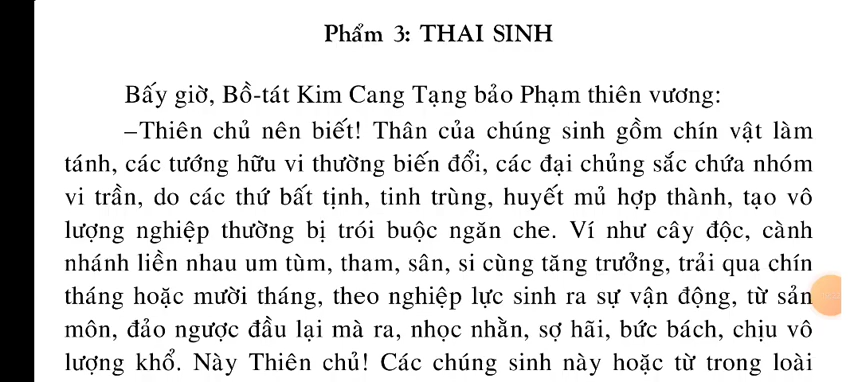 Phẩm 3: THAI SINH
Bấy giờ, Bồ-tát Kim Cang Tạng bảo Phạm thiên vương:
–Thiên chủ nên biết! Thân của chúng sinh gồm chín vật làm
tánh, các tướng hữu vi thường biến đổi, các đại chủng sắc chứa nhóm
vi trần, do các thứ bất tịnh, tinh trùng, huyết mủ hợp thành, tạo vô
lượng nghiệp thường bị trói buộc ngăn che. Ví như cây độc, cành
nhánh liền nhau um tùm, tham, sân, si cùng tăng trưởng, trải qua chín
tháng hoặc mười tháng, theo nghiệp lực sinh ra sự vận động, từ sản
môn, đảo ngược đầu lại mà ra, nhọc nhằn, sợ hãi, bức bách, chịu vô
lượng khổ. Này Thiên chủ! Các chúng sinh này hoặc từ trong loài